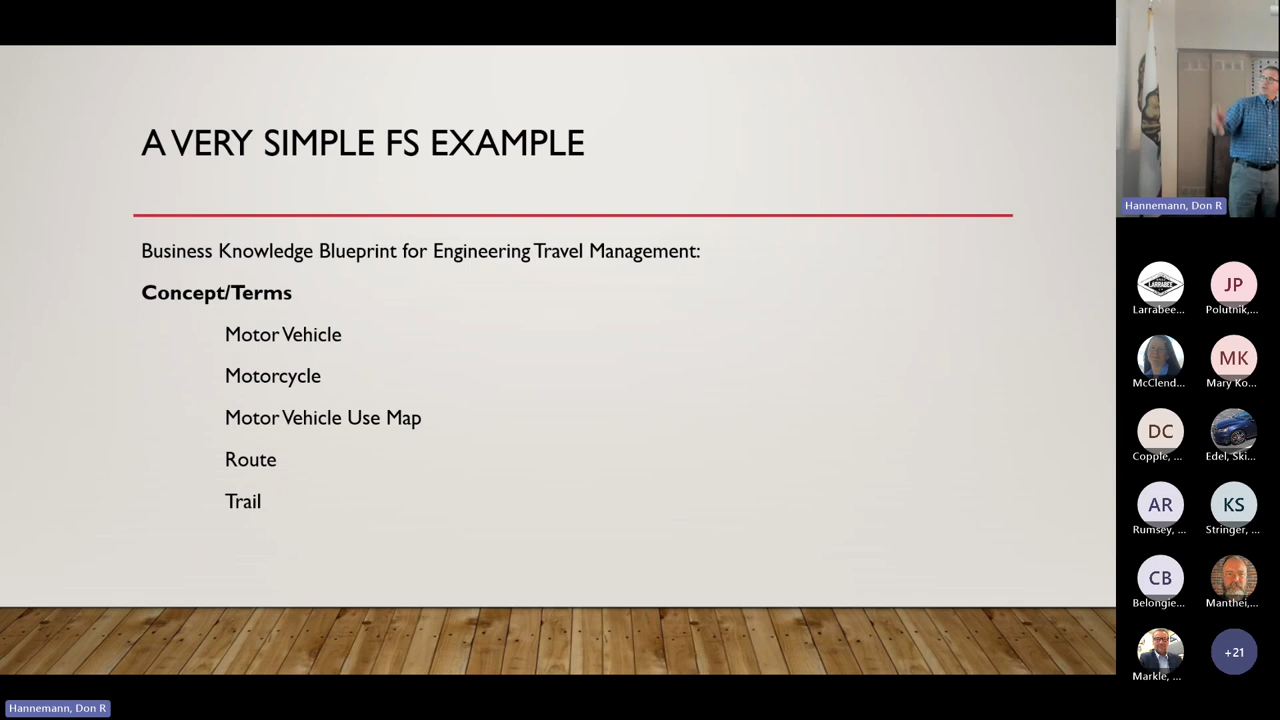 A VERY SIMPLE FS EXAMPLE
Business Knowledge Blueprint for Engineering Travel Management:
Concept/Terms
Motor Vehicle
Motorcycle
Motor Vehicle Use Map
Route
Trail
Hannemann, Don R
LARRABEE
JP
Larrabee...
Polutnik,...
MK
McClend...
Mary Ko...
DC
Copple, ...
Edel, Ski...
AR
KS
Rumsey, ...
Stringer, ...
CB
Belongie...
Manthei,...
+21
Markle, ...
Hannemann, Don R